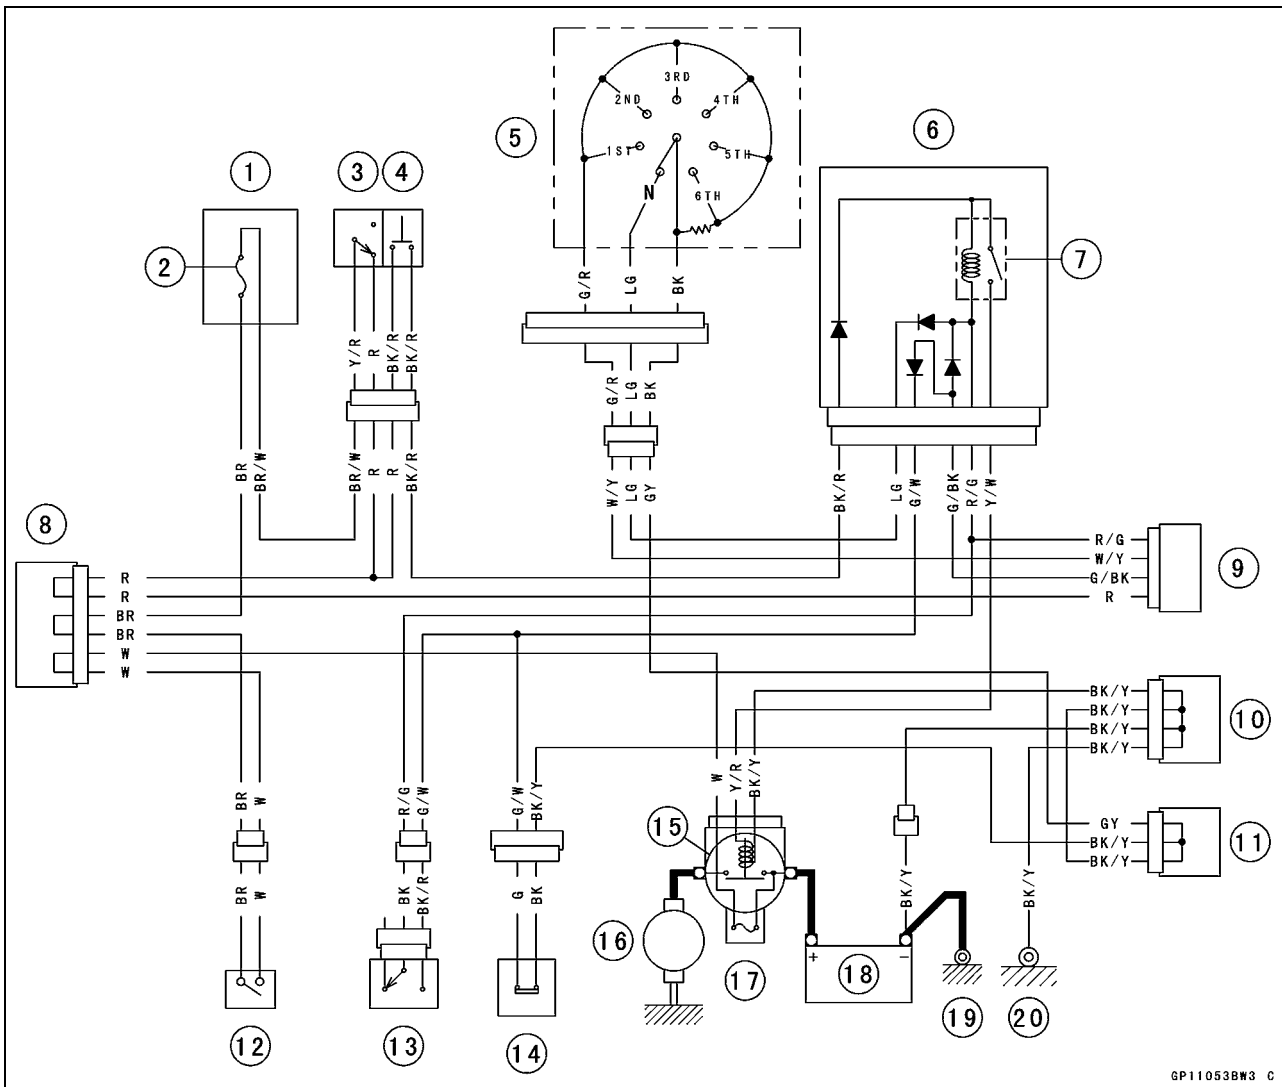 3RD
2ND
4TH
1ST
5TH
N
6TH
5
6
1
3
4
2
7
G/R
LG
BK
Y/R
R
BK/R
BK/R
G/R
LG
BK
BR
BR/W
BR/W
R
R
BK/R
W/Y
LG
GY
BK/R
LG
G/W
G/BK
R/G
Y/W
8
R/G
W/Y
G/BK
R
9
R
R
BR
BR
W
W
BK/Y
BK/Y
BK/Y
BK/Y
10
BR
W
R/G
G/W
G/W
BK/Y
W
Y/R
BK/Y
15
GY
BK/Y
BK/Y
11
BR
W
BK
BK/R
G
BK
BK/Y
BK/Y
16
+
-
17
18
19
20
12
13
14
GP11053BW3 C